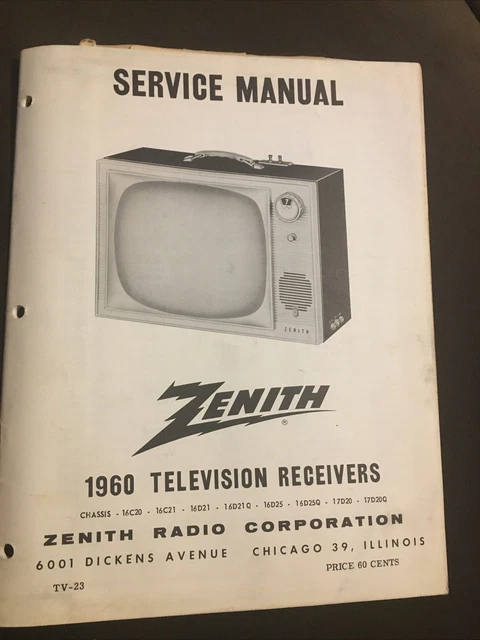 SERVICE MANUAL
7
ZENITH
ZENITH
®
1960 TELEVISION RECEIVERS
CHASSIS - 16C20 - 16C21 - 16D21 - 16D21Q - 16D25 - 16D25Q - 17D20 - 17D20Q
ZENITH RADIO CORPORATION
6001 DICKENS AVENUE CHICAGO 39, ILLINOIS
PRICE 60 CENTS
TV-23